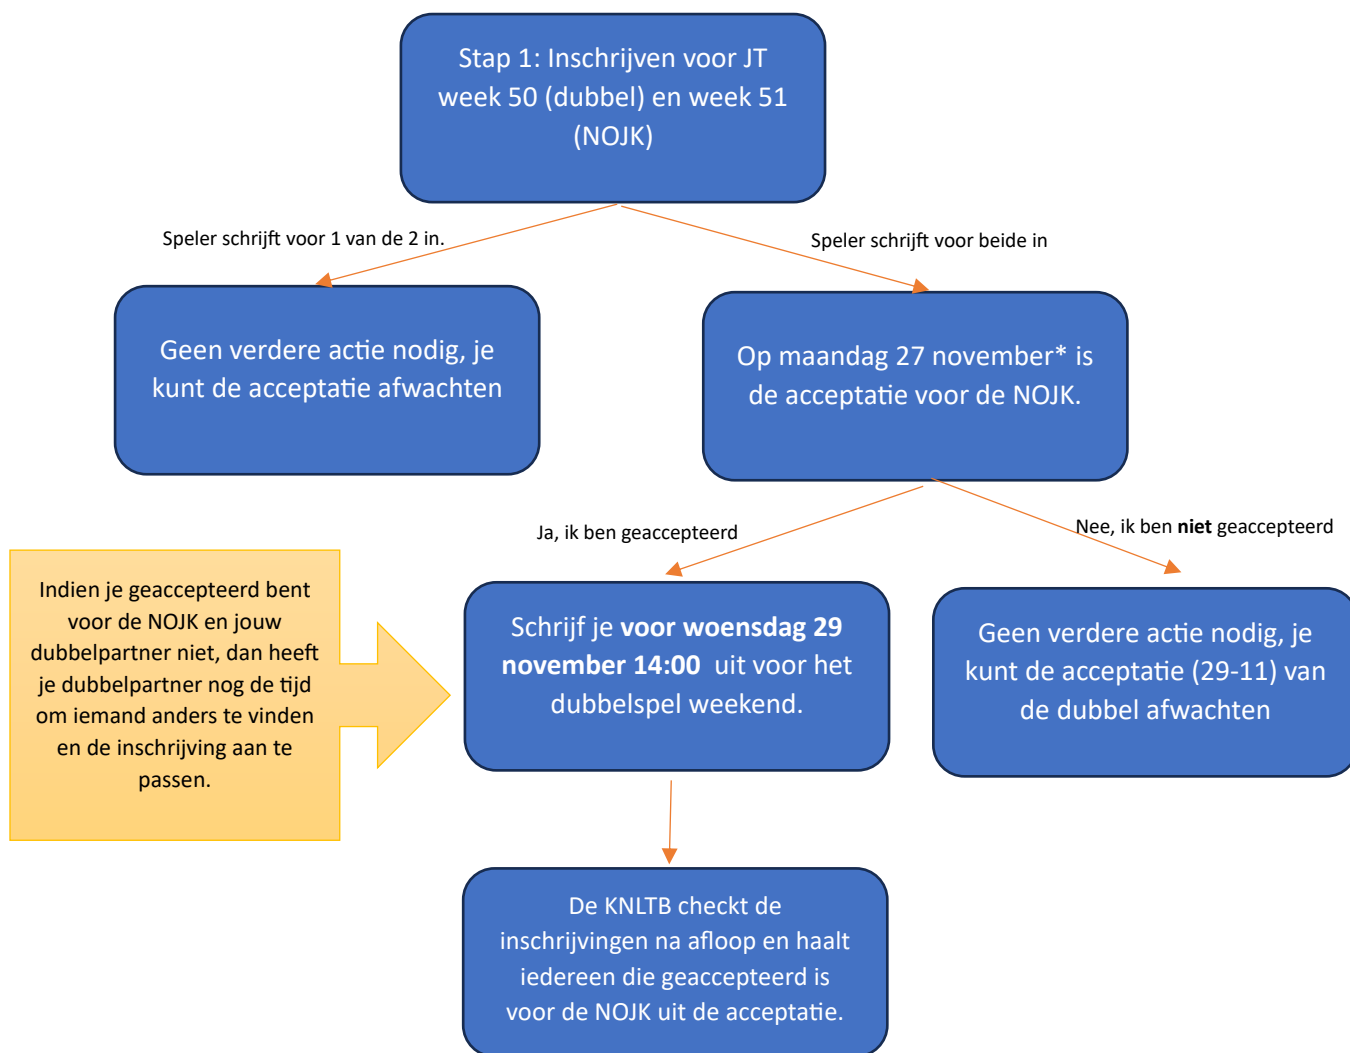 Stap 1: Inschrijven voor JT
week 50 (dubbel) en week 51
(NOJK)
Speler schrijft voor 1 van de 2 in.
Speler schrijft voor beide in
Geen verdere actie nodig, je
kunt de acceptatie afwachten
Op maandag 27 november* is
de acceptatie voor de NOJK.
Ja, ik ben geaccepteerd
Nee, ik ben niet geaccepteerd
Indien je geaccepteerd bent
voor de NOJK en jouw
dubbelpartner niet, dan heeft
je dubbelpartner nog de tijd
om iemand anders te vinden
en de inschrijving aan te
passen.
Schrijf je voor woensdag 29
november 14:00 uit voor het
dubbelspel weekend.
Geen verdere actie nodig, je
kunt de acceptatie (29-11) van
de dubbel afwachten
De KNLTB checkt de
inschrijvingen na afloop en haalt
iedereen die geaccepteerd is
voor de NOJK uit de acceptatie.